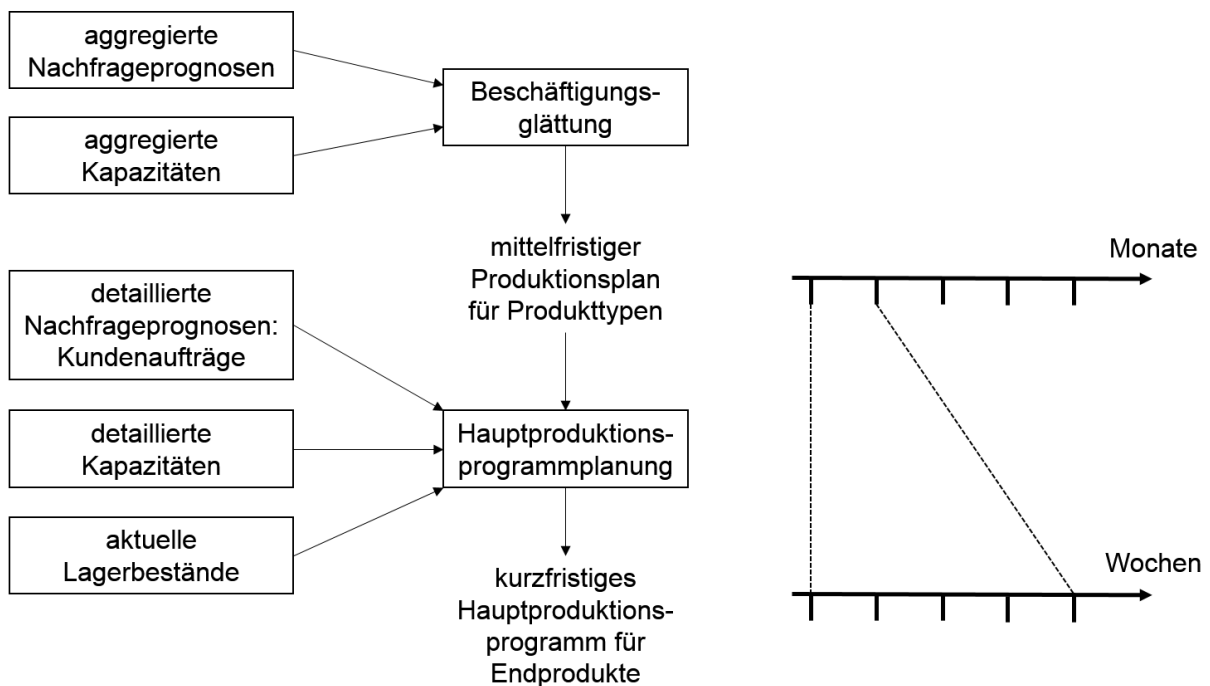 aggregierte
Nachfrageprognosen
aggregierte
Kapazitäten
Beschäftigungs-
glättung
mittelfristiger
Produktionsplan
für Produkttypen
detaillierte
Nachfrageprognosen:
Kundenaufträge
detaillierte
Kapazitäten
aktuelle
Lagerbestände
Hauptproduktions-
programmplanung
kurzfristiges
Hauptproduktions-
programm für
Endprodukte
Monate
Wochen